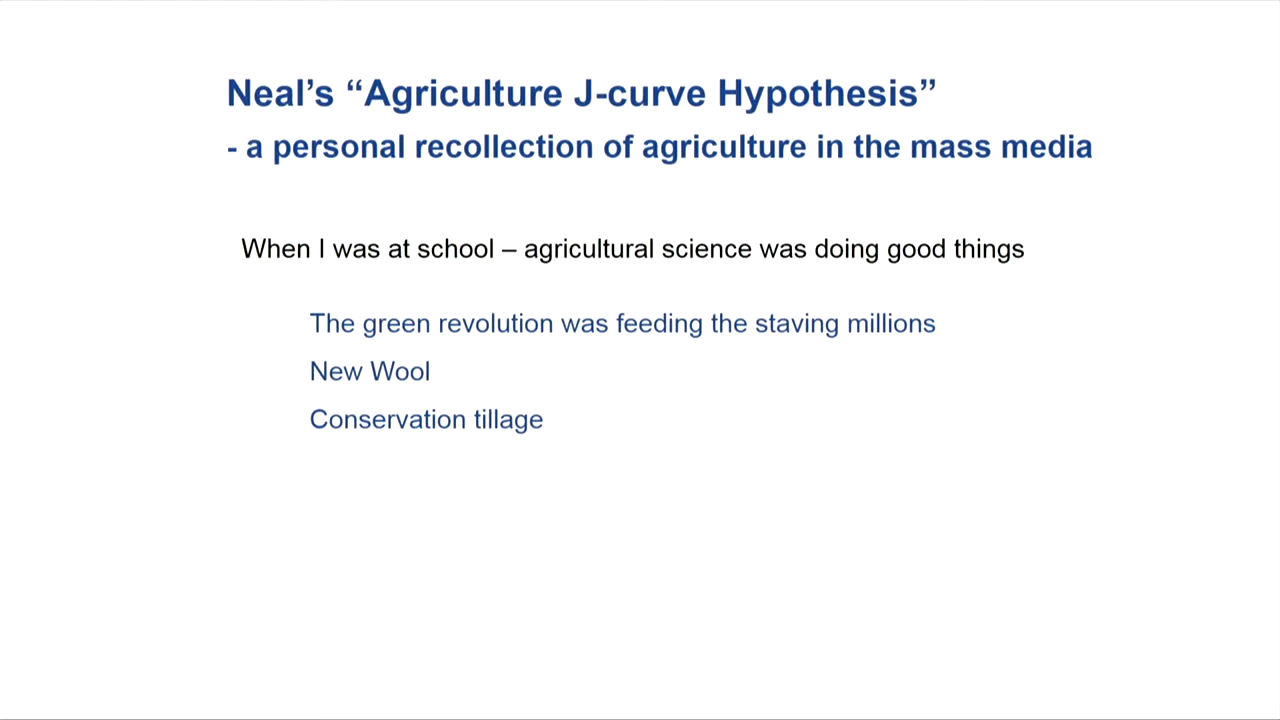 Neal’s “Agriculture J-curve Hypothesis”
- a personal recollection of agriculture in the mass media
When I was at school – agricultural science was doing good things
The green revolution was feeding the staving millions
New Wool
Conservation tillage